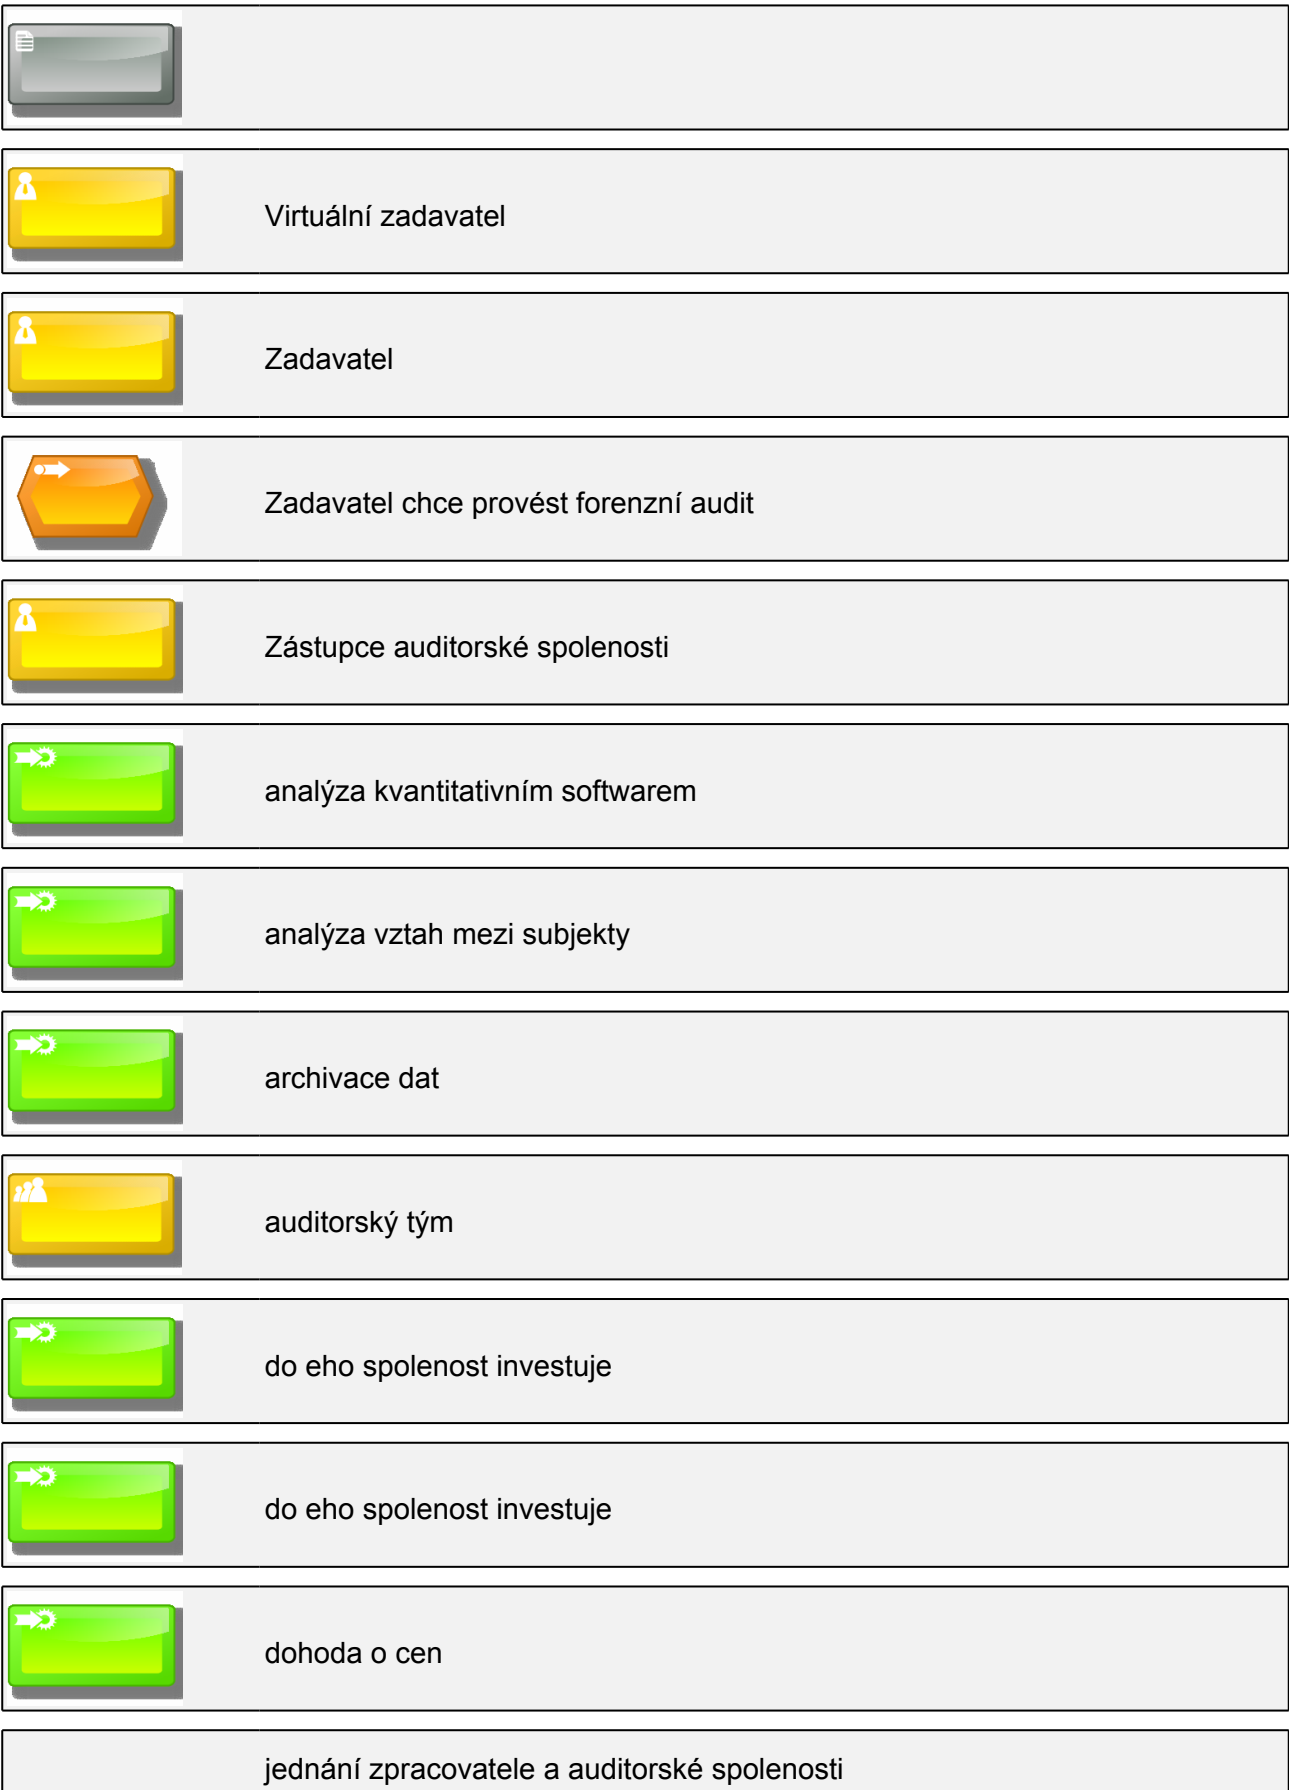 Virtuální zadavatel
Zadavatel
Zadavatel chce provést forenzní audit
Zástupce auditorské spolenosti
analýza kvantitativním softwarem
analýza vztah mezi subjekty
archivace dat
auditorský tým
do eho spolenost investuje
do eho spolenost investuje
dohoda o cen
jednání zpracovatele a auditorské spolenosti